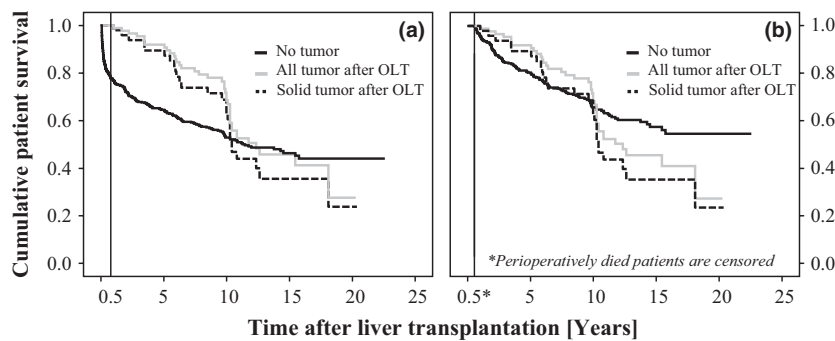 Cumulative patient survival
1.0
0.8
0.6
0.4
0.2
0.0
(a)
No tumor
All tumor after OLT
Solid tumor after OLT
0.5 5 10 15 20 25
(b)
No tumor
All tumor after OLT
Solid tumor after OLT
*Perioperatively died patients are censored
1.0
0.8
0.6
0.4
0.2
0.0
0.5* 5 10 15 20 25
Time after liver transplantation [Years]